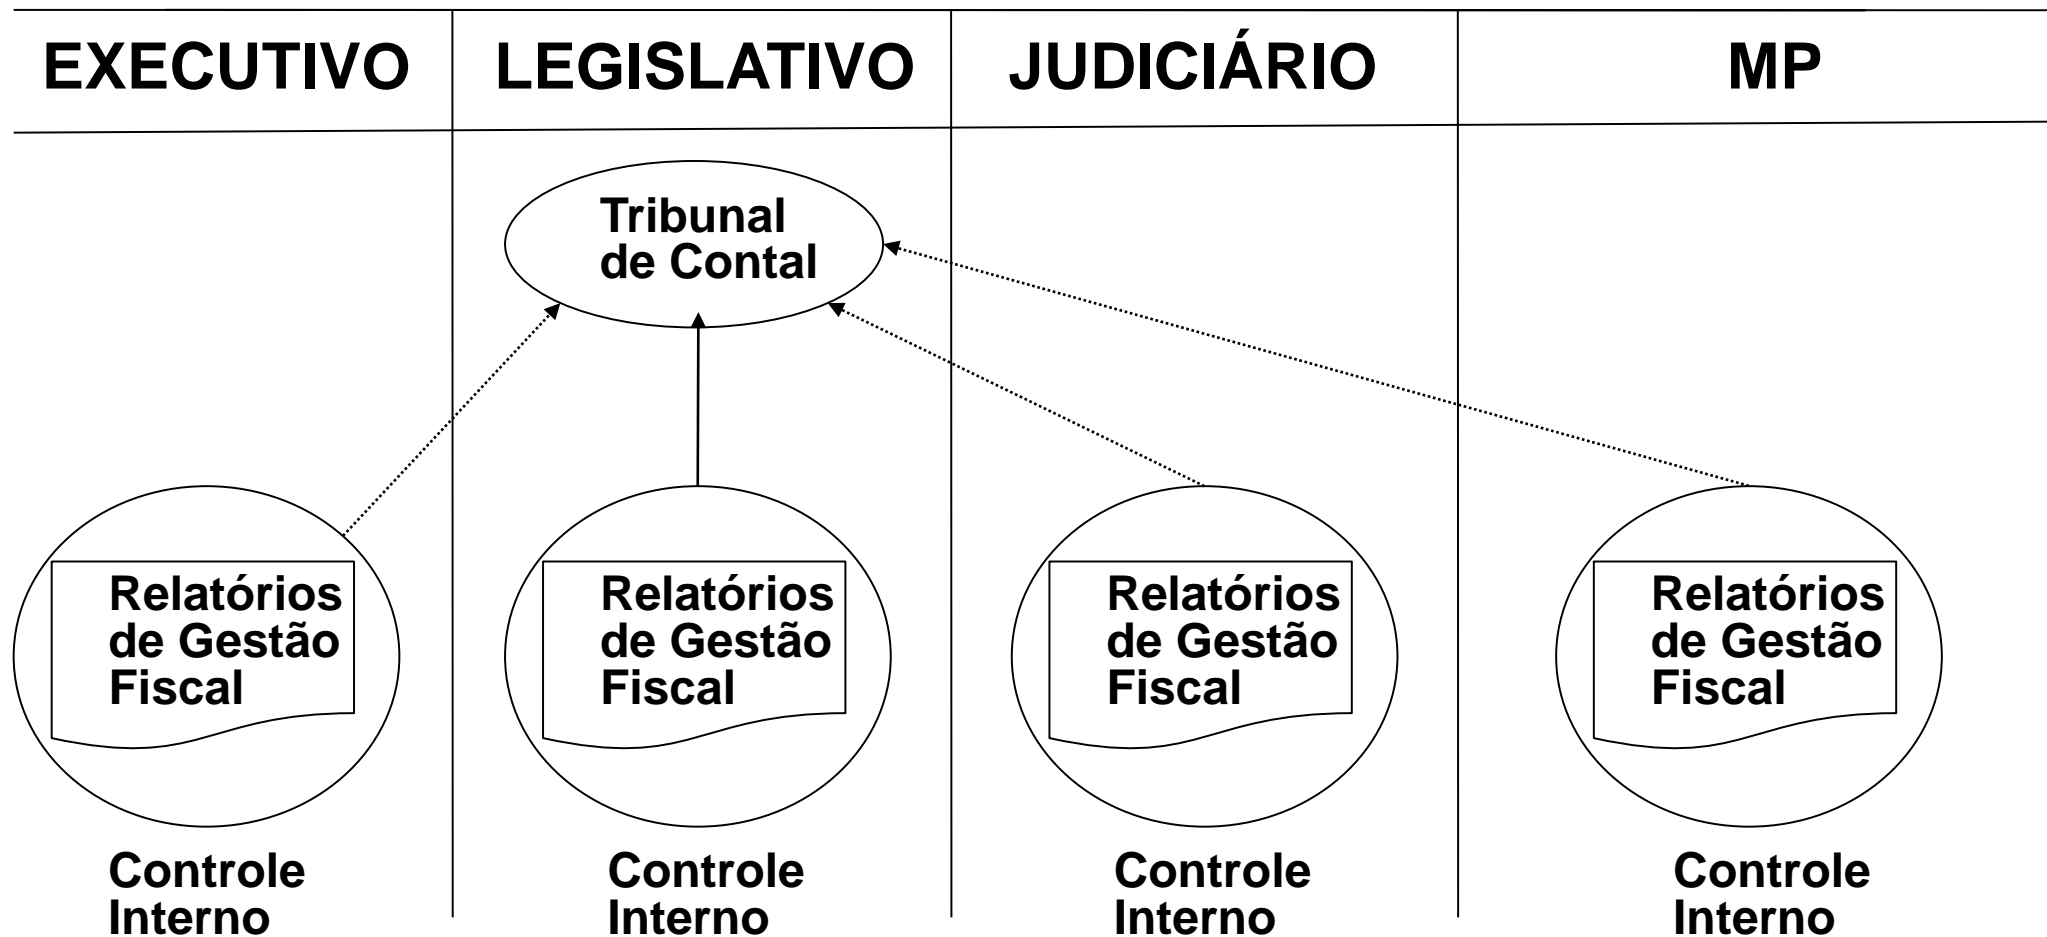 EXECUTIVO LEGISLATIVO JUDICIÁRIO MP
Tribunal
de Contal
Relatórios
de Gestão
Fiscal
Relatórios
de Gestão
Fiscal
Relatórios
de Gestão
Fiscal
Relatórios
de Gestão
Fiscal
Controle
Interno
Controle
Interno
Controle
Interno
Controle
Interno